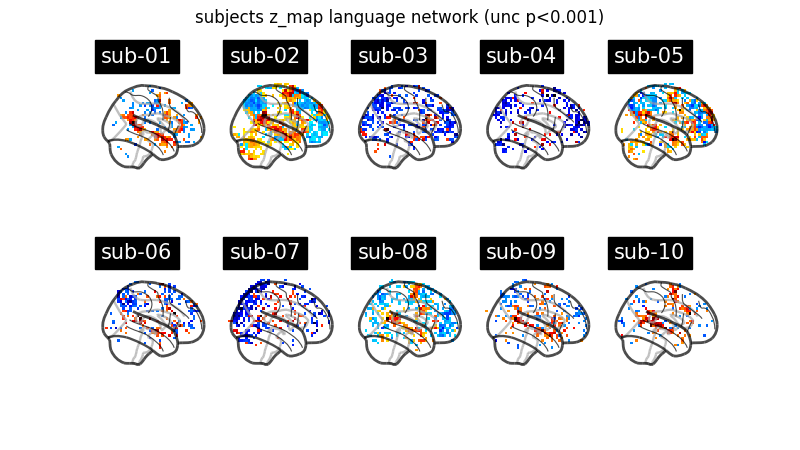 subjects z_map language network (unc p<0.001)
sub-01 sub-02 sub-03 sub-04 sub-05
sub-06 sub-07 sub-08 sub-09 sub-10